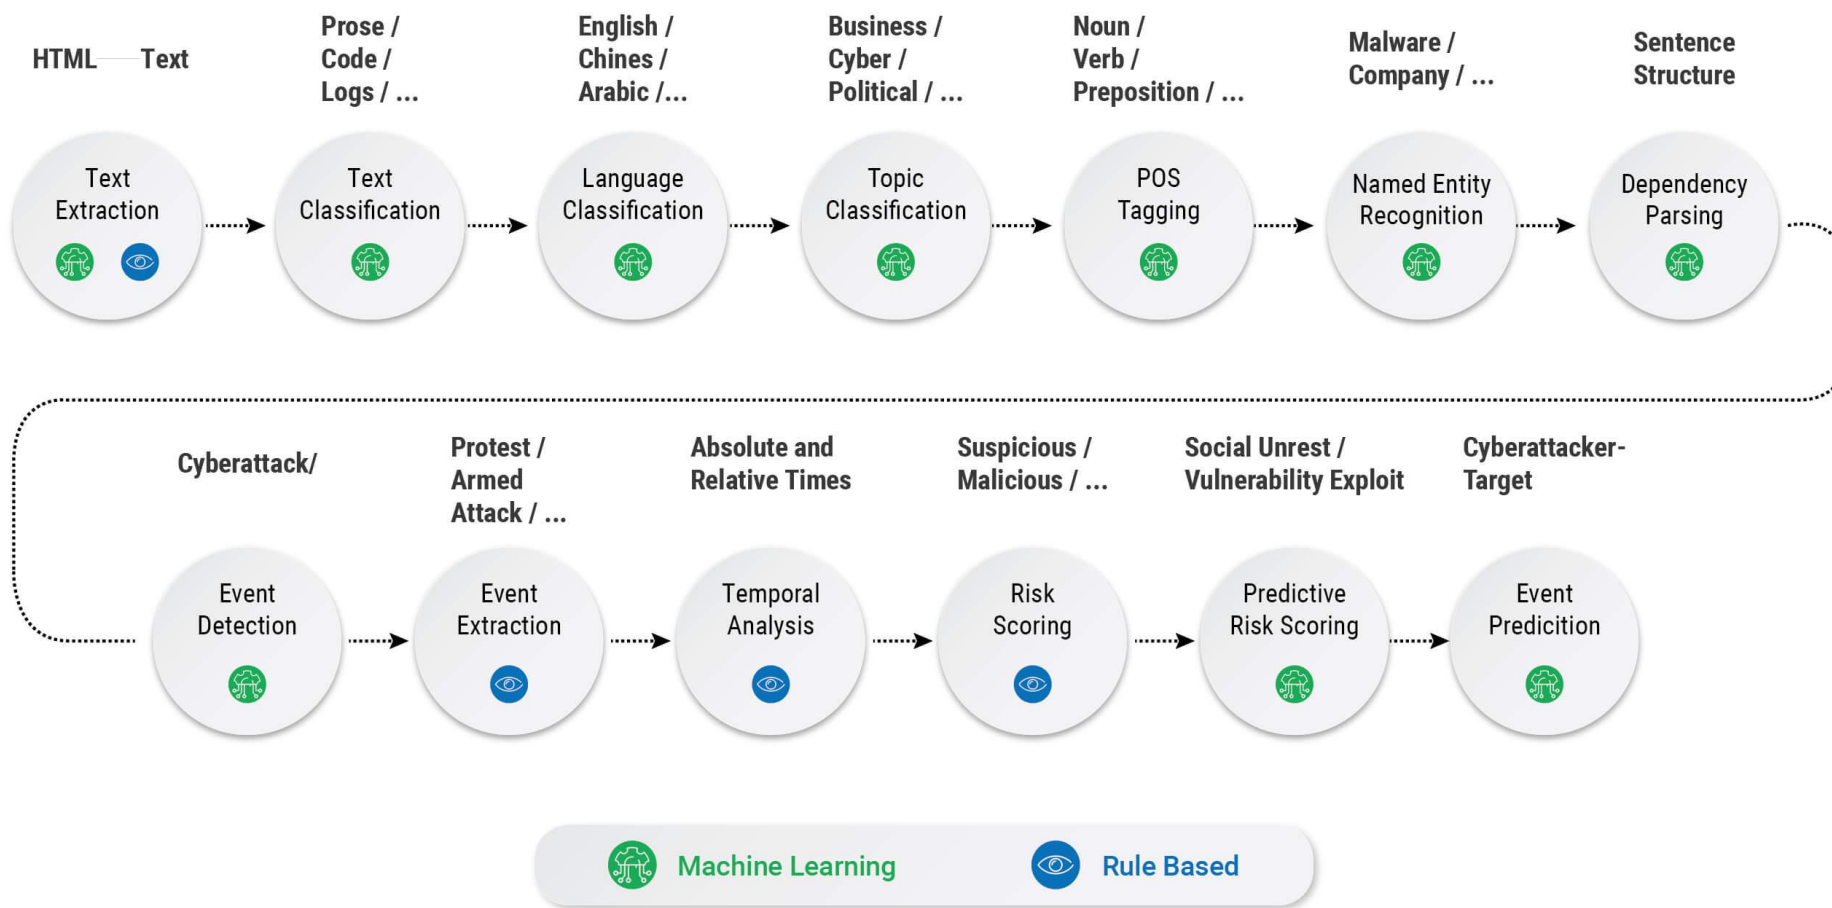 HTML Text
Prose /
Code /
Logs / ...
English /
Chines /
Arabic /...
Business /
Cyber /
Political / ...
Noun /
Verb /
Preposition / ...
Malware /
Company / ...
Sentence
Structure
Text
Extraction
Text
Classification
Language
Classification
Topic
Classification
POS
Tagging
Named Entity
Recognition
Dependency
Parsing
Cyberattack/
Protest /
Armed
Attack / ...
Absolute and
Relative Times
Suspicious /
Malicious / ...
Social Unrest /
Vulnerability Exploit
Cyberattacker-
Target
Event
Detection
Event
Extraction
Temporal
Analysis
Risk
Scoring
Predictive
Risk Scoring
Event
Predicition
Machine Learning
Rule Based